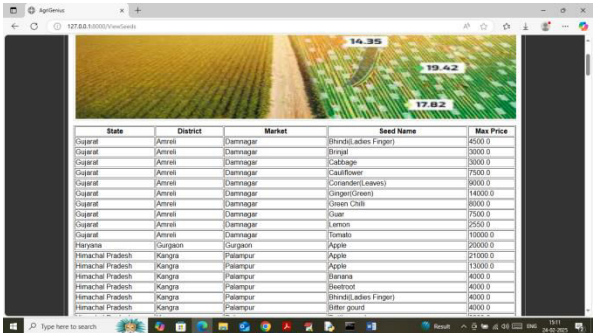 AgriGenius
127.0.0.1:8000/ViewSeeds
14.35
19.42
17.82
State District Market Seed Name Max Price
Gujarat Amreli Damnagar Bhindi(Ladies Finger) 4500.0
Gujarat Amreli Damnagar Brinjal 3000.0
Gujarat Amreli Damnagar Cabbage 3000.0
Gujarat Amreli Damnagar Cauliflower 7500.0
Gujarat Amreli Damnagar Coriander(Leaves) 9000.0
Gujarat Amreli Damnagar Ginger(Green) 14000.0
Gujarat Amreli Damnagar Green Chilli 8000.0
Gujarat Amreli Damnagar Guar 7500.0
Gujarat Amreli Damnagar Lemon 2550.0
Gujarat Amreli Damnagar Tomato 10000.0
Haryana Gurgaon Gurgaon Apple 20000.0
Himachal Pradesh Kangra Palampur Apple 21000.0
Himachal Pradesh Kangra Palampur Apple 13000.0
Himachal Pradesh Kangra Palampur Banana 4000.0
Himachal Pradesh Kangra Palampur Beetroot 4000.0
Himachal Pradesh Kangra Palampur Bhindi(Ladies Finger) 4000.0
Himachal Pradesh Kangra Palampur Bitter gourd 4000.0
Type here to search Result ENG 15:11
24-02-2025